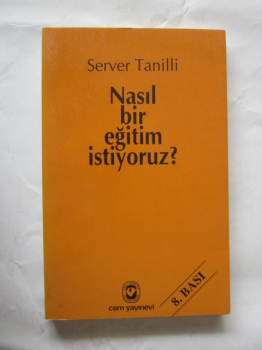 Server Tanilli
Nasıl
bir
eğitim
istiyoruz?
8. BASI
cem yayınevi